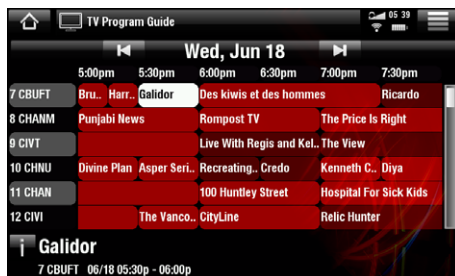 TV Program Guide 05 39
Wed, Jun 18
5:00pm 5:30pm 6:00pm 6:30pm 7:00pm 7:30pm
7 CBUFT Bru.. Harr.. Galidor Des kiwis et des hommes Ricardo
8 CHANM Punjabi News Rompost TV The Price Is Right
9 CIVT Live With Regis and Kel.. The View
10 CHNU Divine Plan Asper Seri.. Recreating.. Credo Kenneth C.. Diya
11 CHAN 100 Huntley Street Hospital For Sick Kids
12 CIVI The Vanco.. CityLine Relic Hunter
i Galidor
7 CBUFT 06/18 05:30p - 06:00p